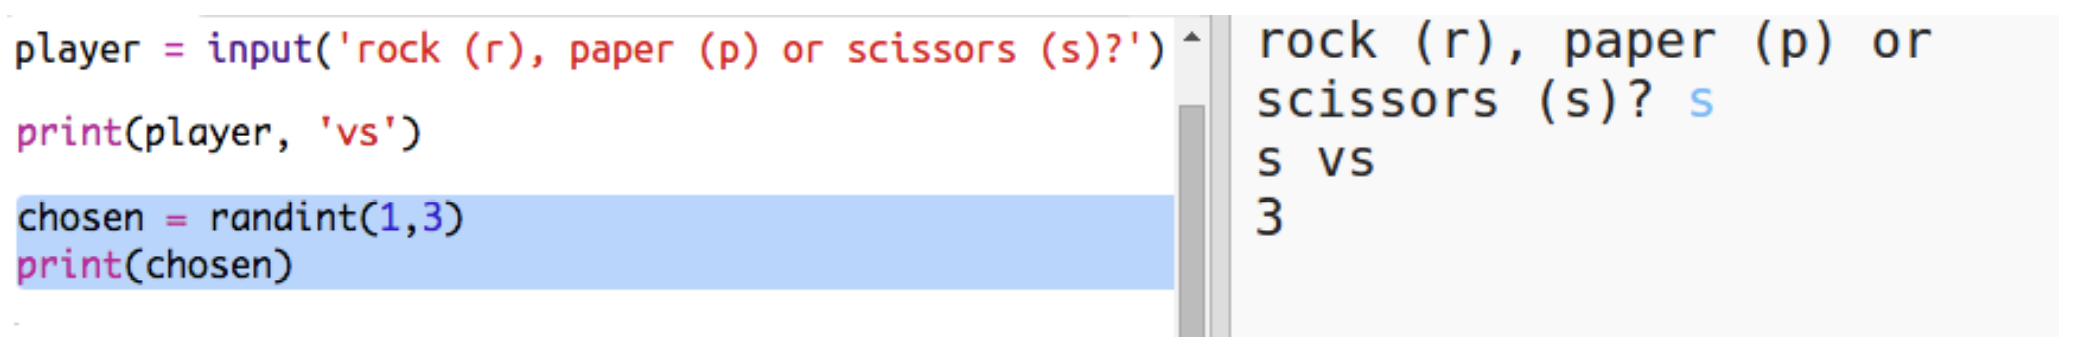 player = input('rock (r), paper (p) or scissors (s)?')
print(player, 'vs')
chosen = randint(1,3)
print(chosen)
rock (r), paper (p) or
scissors (s)? s
s vs
3